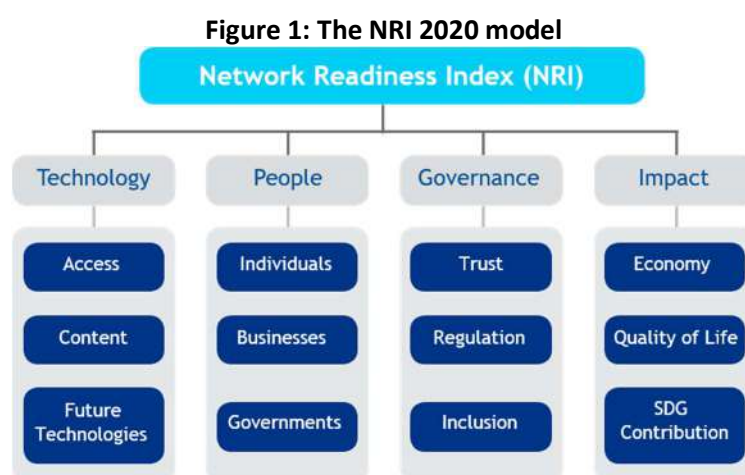 Figure 1: The NRI 2020 model
Network Readiness Index (NRI)
Technology
People
Governance
Impact
Access
Individuals
Trust
Economy
Content
Businesses
Regulation
Quality of Life
Future
Technologies
Governments
Inclusion
SDG
Contribution